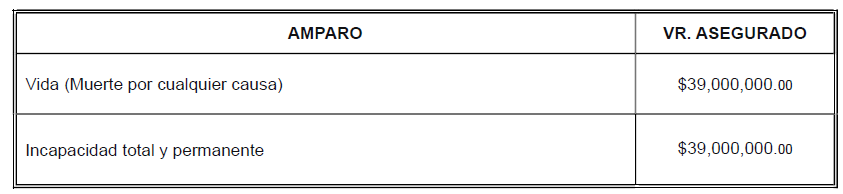 AMPARO VR. ASEGURADO
Vida (Muerte por cualquier causa) $39,000,000.00
Incapacidad total y permanente $39,000,000.00